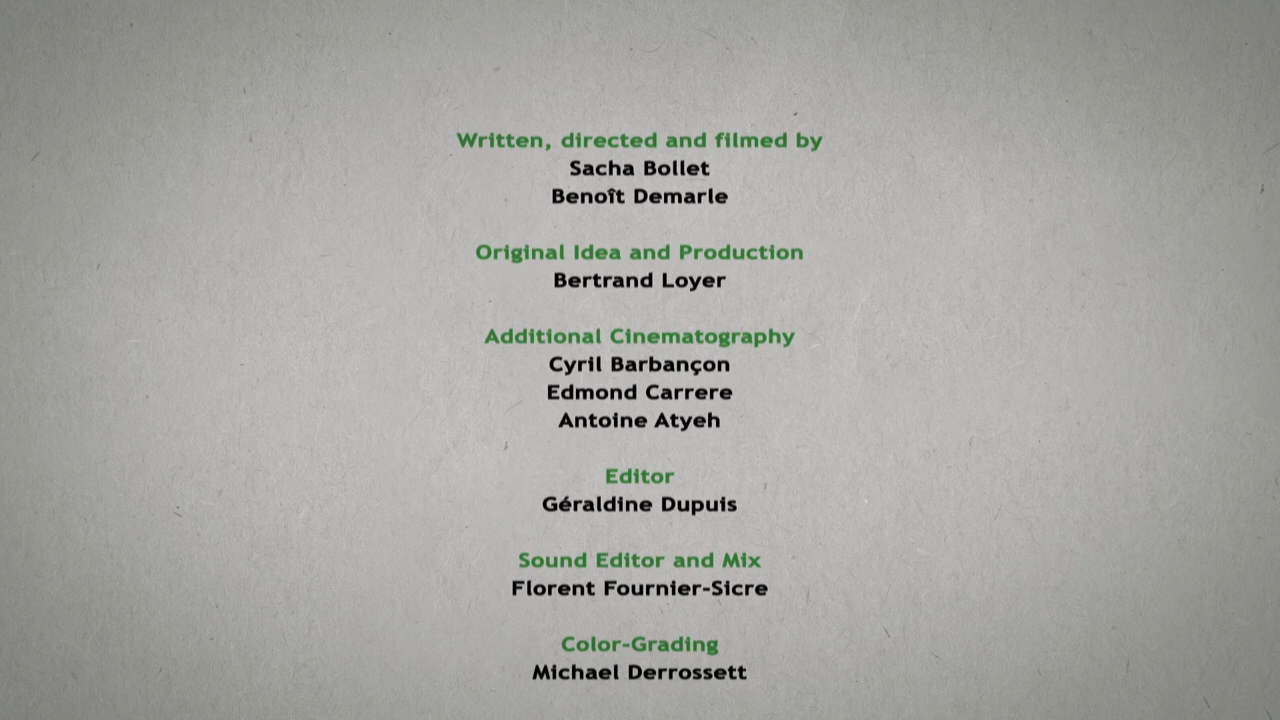 Written, directed and filmed by
Sacha Bollet
Benoît Demarle
Original Idea and Production
Bertrand Loyer
Additional Cinematography
Cyril Barbançon
Edmond Carrere
Antoine Atyeh
Editor
Géraldine Dupuis
Sound Editor and Mix
Florent Fournier-Sicre
Color-Grading
Michael Derrossett